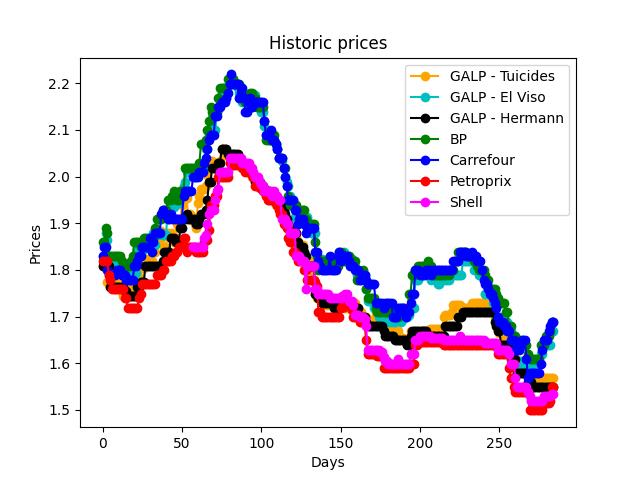 Historic prices
GALP - Tuicides
GALP - El Viso
GALP - Hermann
BP
Carrefour
Petroprix
Shell
Prices
2.2
2.1
2.0
1.9
1.8
1.7
1.6
1.5
0 50 100 150 200 250
Days